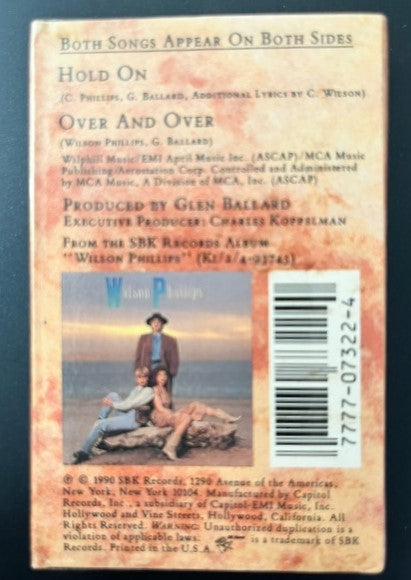 Both Songs Appear On Both Sides
Hold On
(C. Phillips, G. Ballard, Additional Lyrics by C. Wilson)
Over And Over
(Wilson Phillips, G. Ballard)
Wilphill Music/EMI April Music Inc. (ASCAP)/MCA Music
Publishing/Aerostation Corp. Controlled and Administered
by MCA Music, A Division of MCA, Inc. (ASCAP)
Produced by Glen Ballard
Executive Producer: Charles Koppelman
From the SBK Records Album
"Wilson Phillips" (K1/2/4-93745)
Wilson Phillips
7777-07322-4
℗ © 1990 SBK Records, 1290 Avenue of the Americas,
New York, New York 10104. Manufactured by Capitol
Records, Inc., a subsidiary of Capitol-EMI Music, Inc.
Hollywood and Vine Streets, Hollywood, California. All
Rights Reserved. Warning: Unauthorized duplication is a
violation of applicable laws. is a trademark of SBK
Records. Printed in the U.S.A.